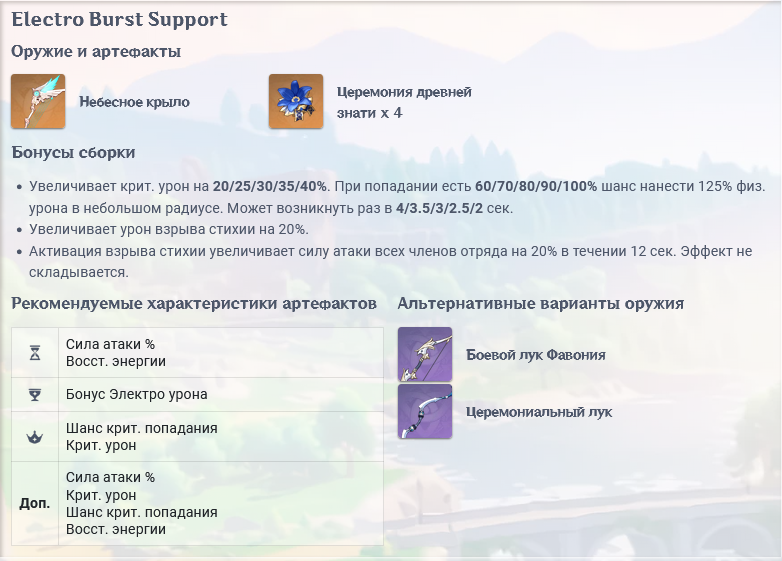 Electro Burst Support
Оружие и артефакты
Небесное крыло
Церемония древней
знати x 4
Бонусы сборки
Увеличивает крит. урон на 20/25/30/35/40%. При попадании есть 60/70/80/90/100% шанс нанести 125% физ.
урона в небольшом радиусе. Может возникнуть раз в 4/3.5/3/2.5/2 сек.
Увеличивает урон взрыва стихии на 20%.
Активация взрыва стихии увеличивает силу атаки всех членов отряда на 20% в течении 12 сек. Эффект не
складывается.
Рекомендуемые характеристики артефактов
Сила атаки %
Восст. энергии
Бонус Электро урона
Шанс крит. попадания
Крит. урон
Доп.
Сила атаки %
Крит. урон
Шанс крит. попадания
Восст. энергии
Альтернативные варианты оружия
Боевой лук Фавония
Церемониальный лук